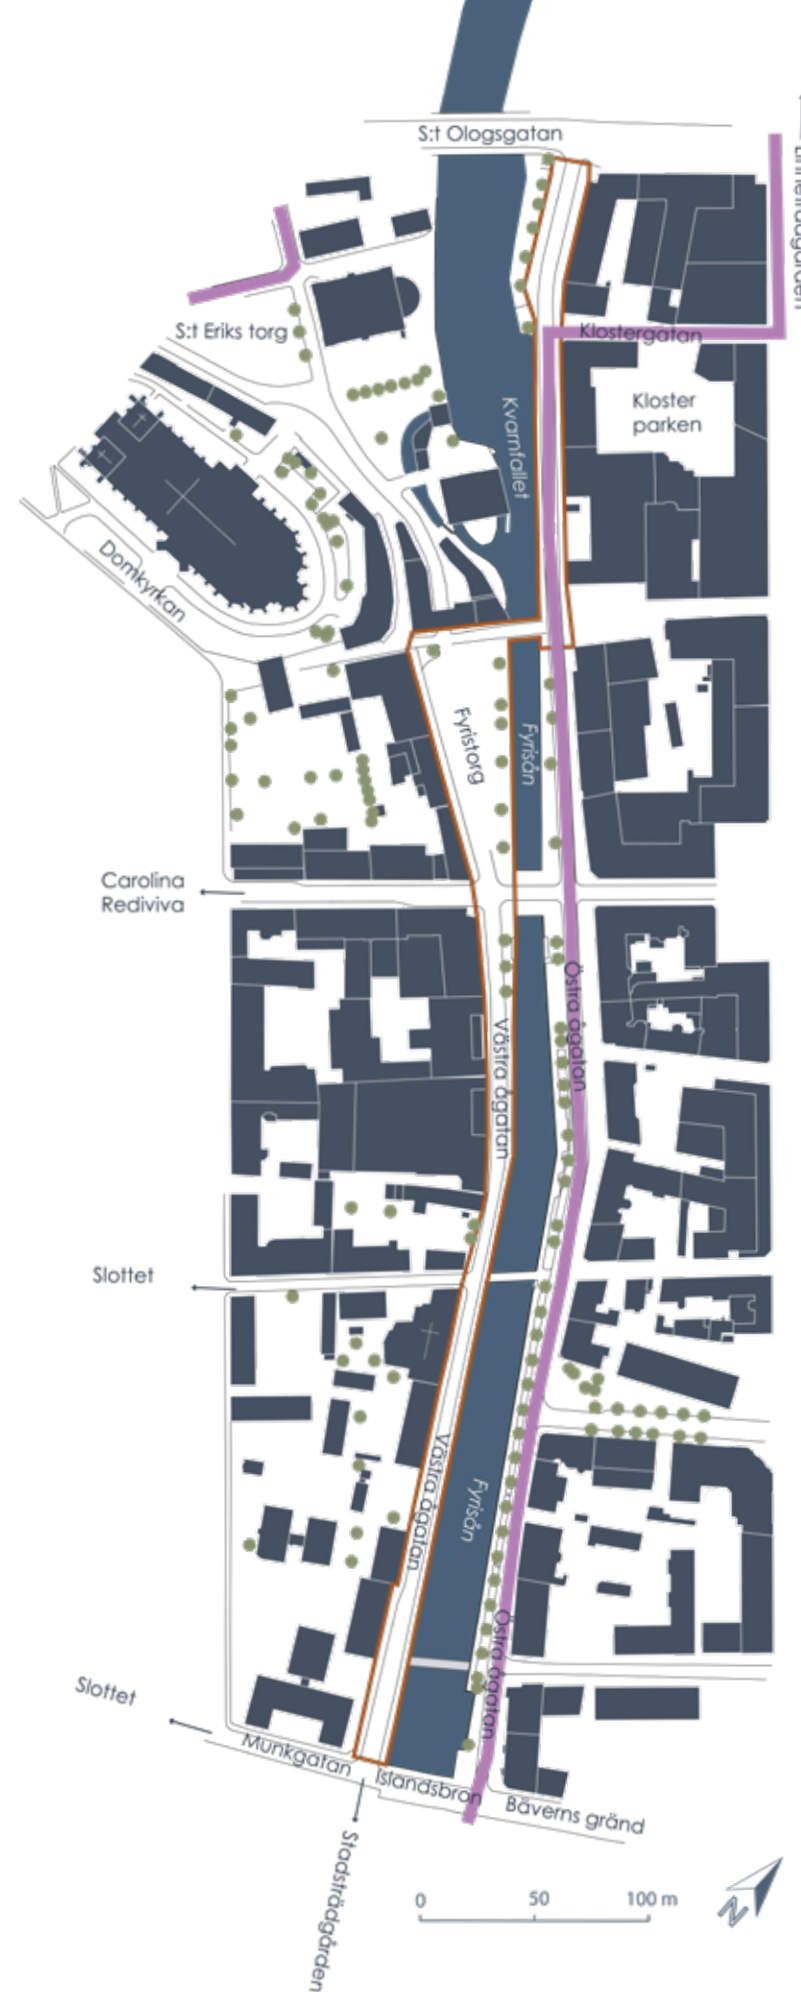 S:t Ologsgatan
Linneträdgården
S:t Eriks torg
Klostergatan
Kloster
parken
Kvarnfallet
Domkyrkan
Fyristorg
Fyrisån
Carolina
Rediviva
Östra ågatan
Västra ågatan
Slottet
Västra ågatan
Fyrisån
Östra ågatan
Slottet
Munkgatan
Islandsbron
Bäverns gränd
Stadsträdgården
0 50 100 m
N